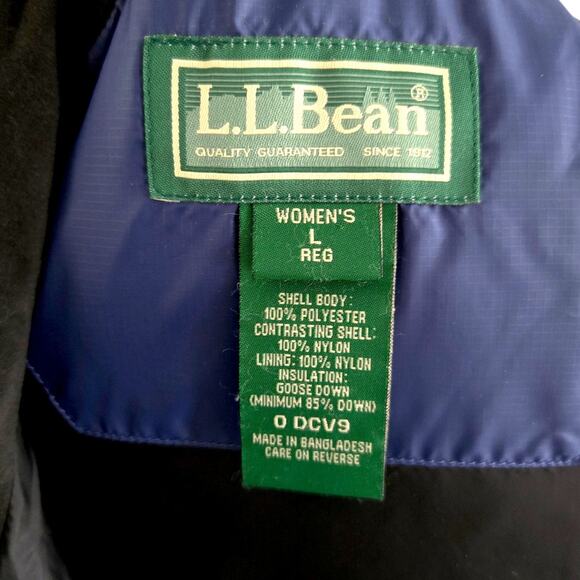 L.L.Bean®
QUALITY GUARANTEED SINCE 1912
WOMEN'S
L
REG
SHELL BODY:
100% POLYESTER
CONTRASTING SHELL:
100% NYLON
LINING: 100% NYLON
INSULATION:
GOOSE DOWN
(MINIMUM 85% DOWN)
0 DCV9
MADE IN BANGLADESH
CARE ON REVERSE